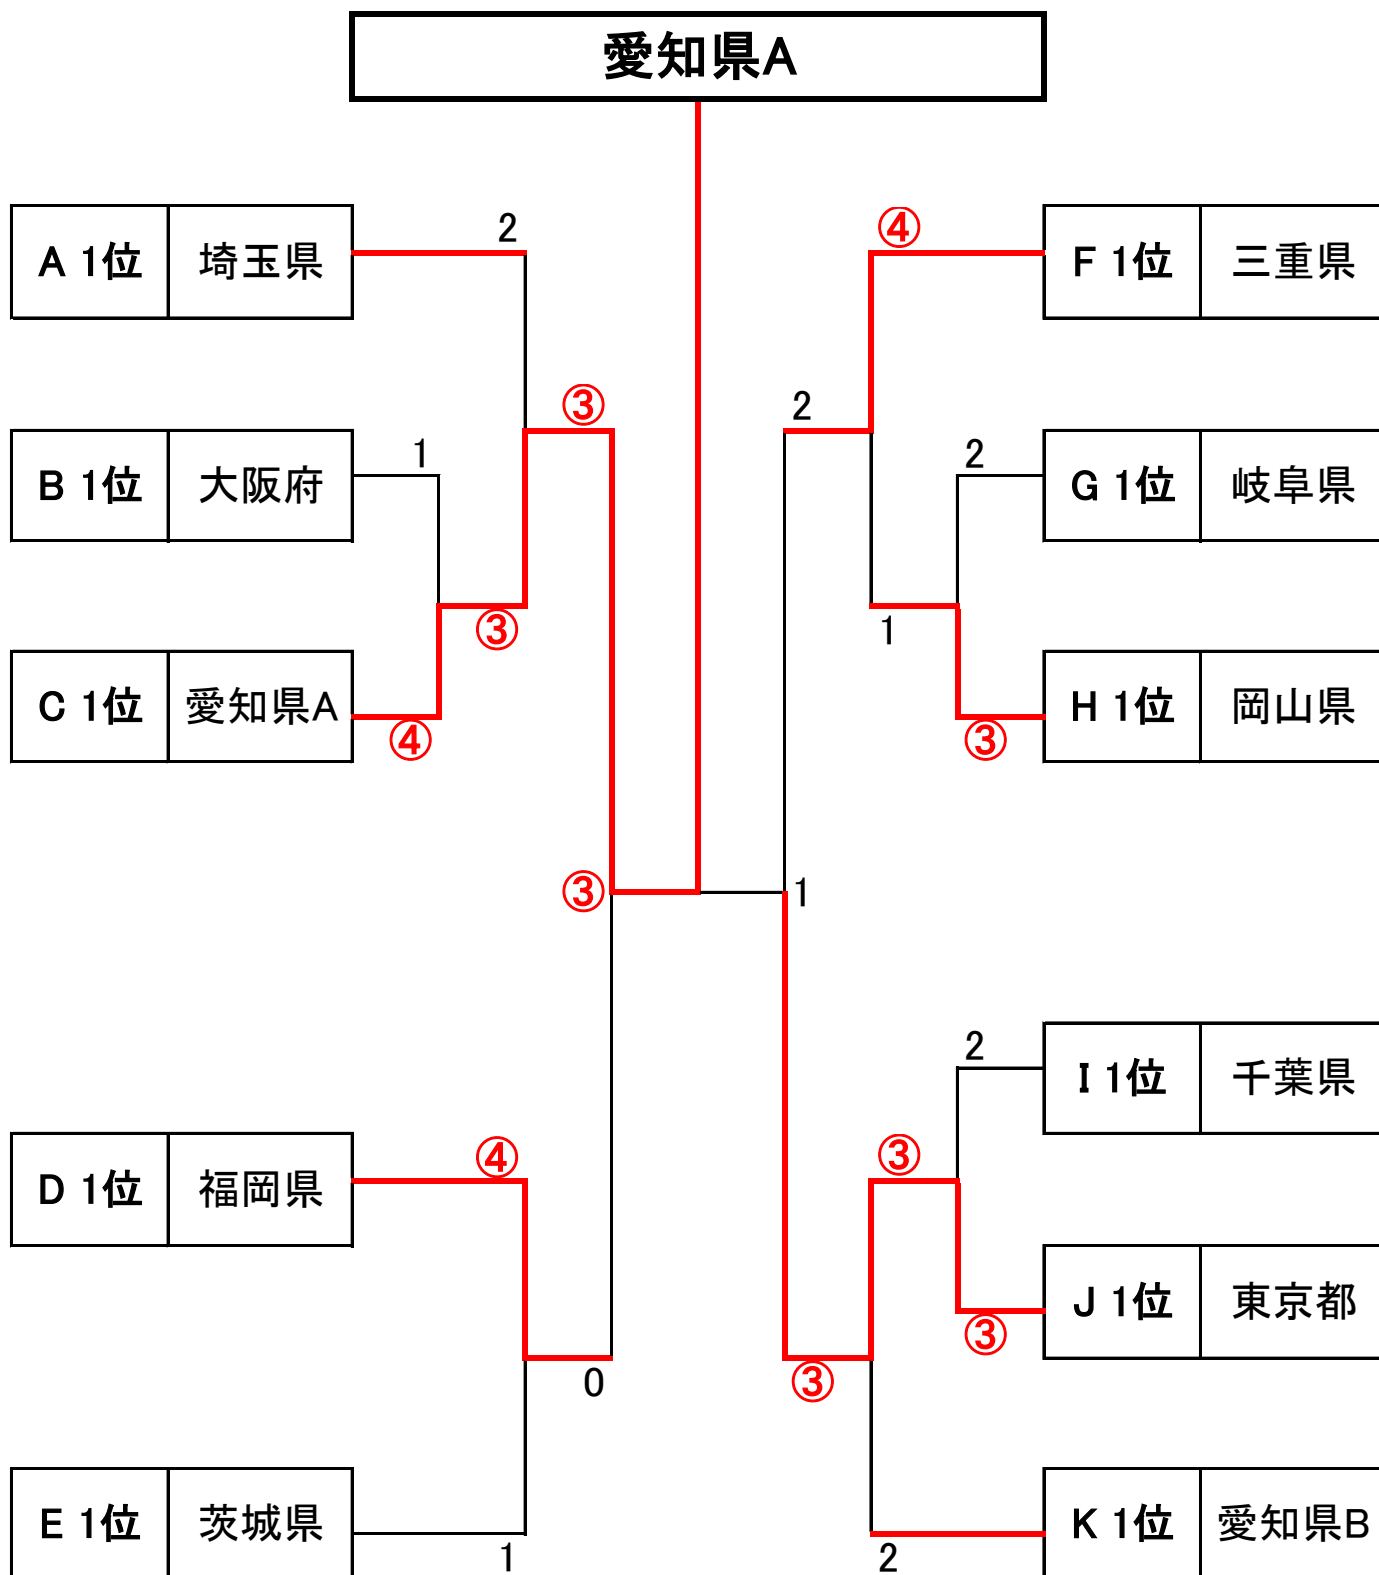 愛知県A
2
④
A 1位 埼玉県
F 1位 三重県
③
2
1
2
B 1位 大阪府
G 1位 岐阜県
③
1
C 1位 愛知県A
H 1位 岡山県
④
③
③
1
2
I 1位 千葉県
④
③
D 1位 福岡県
J 1位 東京都
③
0
③
E 1位 茨城県
K 1位 愛知県B
1
2